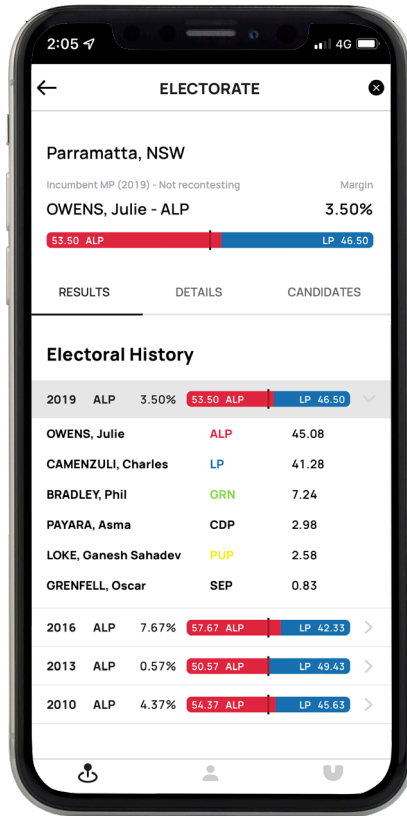 2:05 4G
ELECTORATE
Parramatta, NSW
Incumbent MP (2019) - Not recontesting Margin
OWENS, Julie - ALP 3.50%
53.50 ALP LP 46.50
RESULTS DETAILS CANDIDATES
Electoral History
2019 ALP 3.50% 53.50 ALP LP 46.50
OWENS, Julie ALP 45.08
CAMENZULI, Charles LP 41.28
BRADLEY, Phil GRN 7.24
PAYARA, Asma CDP 2.98
LOKE, Ganesh Sahadev PUP 2.58
GRENFELL, Oscar SEP 0.83
2016 ALP 7.67% 57.67 ALP LP 42.33
2013 ALP 0.57% 50.57 ALP LP 49.43
2010 ALP 4.37% 54.37 ALP LP 45.63